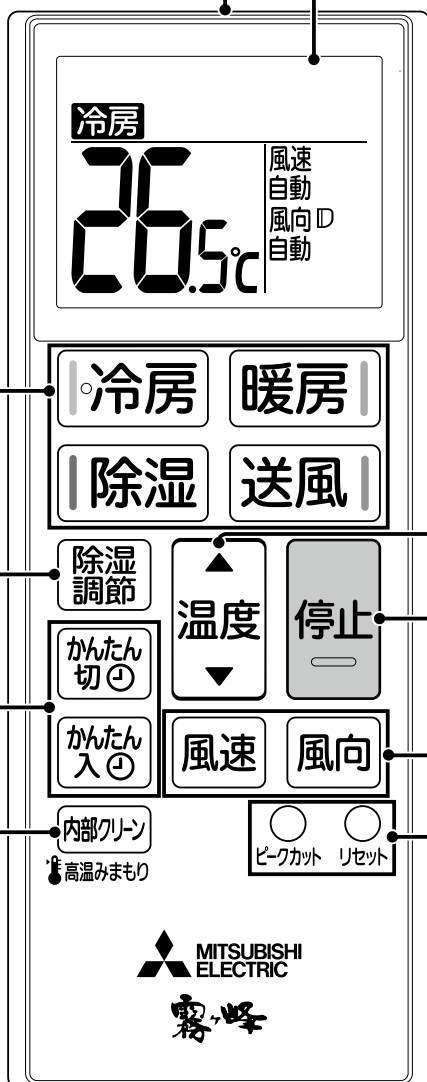 冷房
26.5℃
風速
自動
風向
自動
冷房
暖房
除湿
送風
除湿
調節
温度
停止
かんたん
切
かんたん
入
風速
風向
内部クリーン
高温みまもり
ピークカット
リセット
MITSUBISHI
ELECTRIC
霧ヶ峰